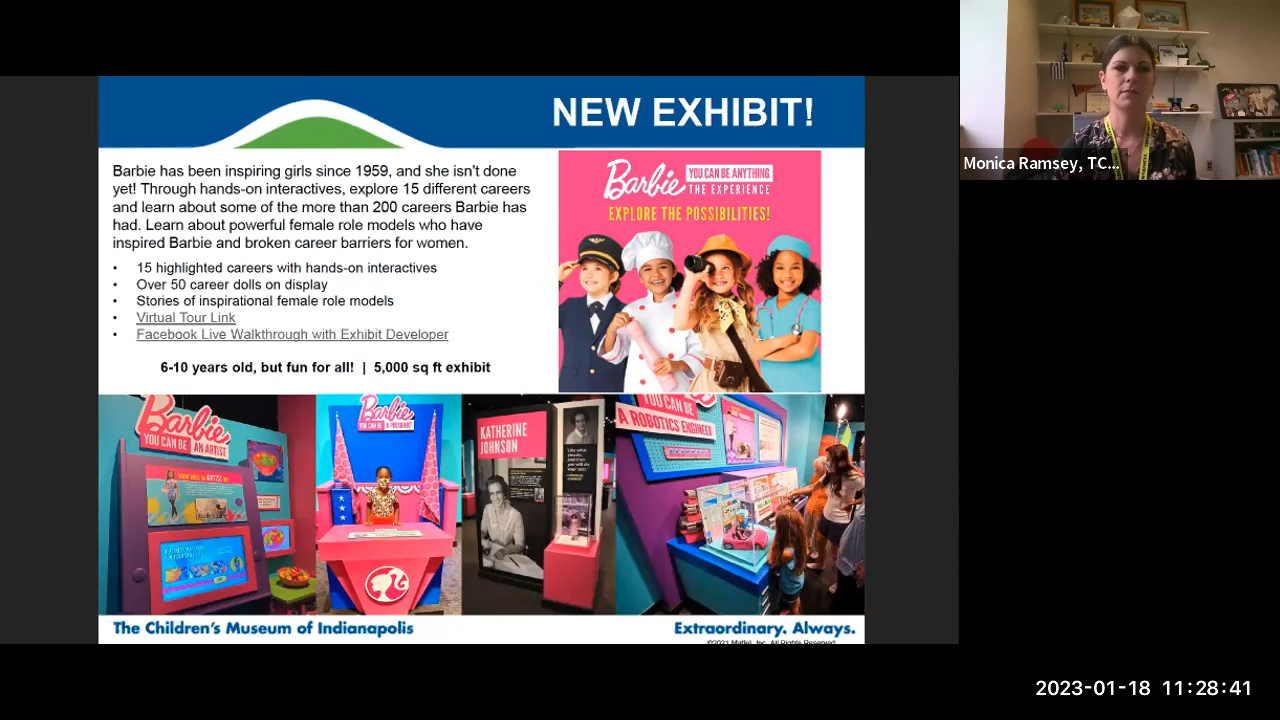 NEW EXHIBIT!
Barbie has been inspiring girls since 1959, and she isn't done
yet! Through hands-on interactives, explore 15 different careers
and learn about some of the more than 200 careers Barbie has
had. Learn about powerful female role models who have
inspired Barbie and broken career barriers for women.
• 15 highlighted careers with hands-on interactives
• Over 50 career dolls on display
• Stories of inspirational female role models
• Virtual Tour Link
• Facebook Live Walkthrough with Exhibit Developer
6-10 years old, but fun for all! | 5,000 sq ft exhibit
Barbie YOU CAN BE ANYTHING
THE EXPERIENCE
EXPLORE THE POSSIBILITIES!
Monica Ramsey, TC...
Barbie
YOU CAN BE AN ARTIST
Barbie
YOU CAN BE A PRESIDENT
KATHERINE
JOHNSON
YOU CAN BE
A ROBOTICS ENGINEER
The Children's Museum of Indianapolis
Extraordinary. Always.
©2021 Mattel, Inc. All Rights Reserved.
2023-01-18 11:28:41